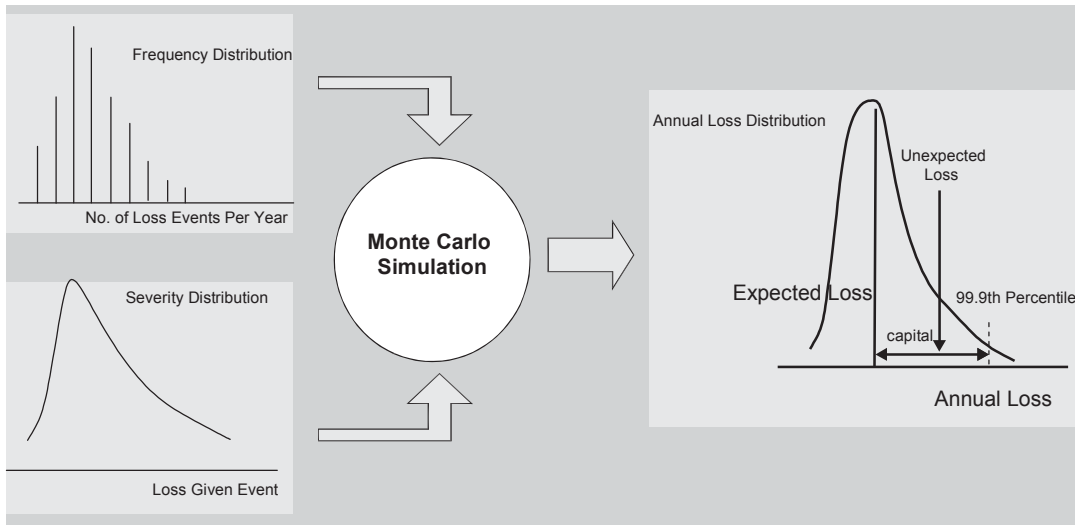 Frequency Distribution
No. of Loss Events Per Year
Severity Distribution
Loss Given Event
Monte Carlo
Simulation
Annual Loss Distribution
Unexpected
Loss
Expected Loss
99.9th Percentile
capital
Annual Loss